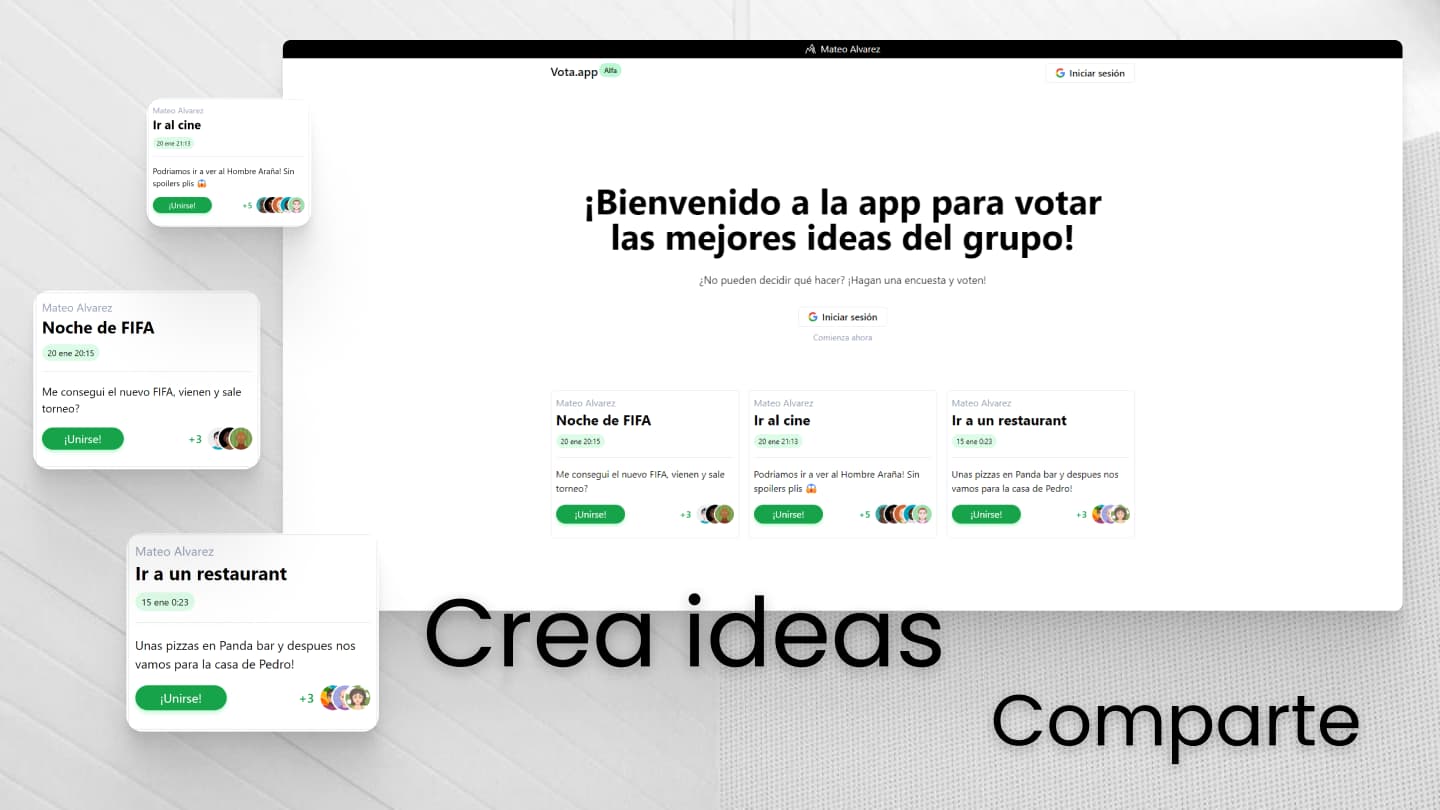 Mateo Alvarez
Vota.app Alfa
Iniciar sesión
¡Bienvenido a la app para votar
las mejores ideas del grupo!
¿No pueden decidir qué hacer? ¡Hagan una encuesta y voten!
Iniciar sesión
Comienza ahora
Mateo Alvarez
Noche de FIFA
20 ene 20:15
Me consegui el nuevo FIFA, vienen y sale
torneo?
¡Unirse!
+3
Mateo Alvarez
Ir al cine
20 ene 21:13
Podriamos ir a ver al Hombre Araña! Sin
spoilers plis 😱
¡Unirse!
+5
Mateo Alvarez
Ir a un restaurant
15 ene 0:23
Unas pizzas en Panda bar y despues nos
vamos para la casa de Pedro!
¡Unirse!
+3
Mateo Alvarez
Ir al cine
20 ene 21:13
Podriamos ir a ver al Hombre Araña! Sin
spoilers plis 😱
¡Unirse!
+5
Mateo Alvarez
Noche de FIFA
20 ene 20:15
Me consegui el nuevo FIFA, vienen y sale
torneo?
¡Unirse!
+3
Mateo Alvarez
Ir a un restaurant
15 ene 0:23
Unas pizzas en Panda bar y despues nos
vamos para la casa de Pedro!
¡Unirse!
+3
Crea ideas
Comparte